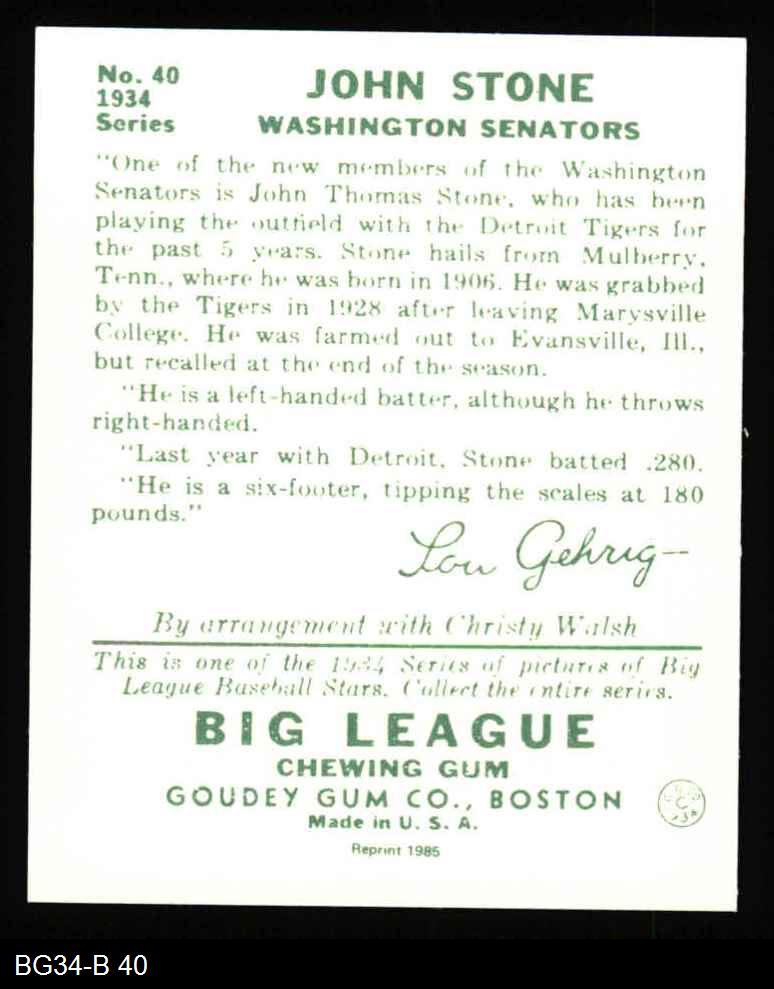 No. 40
1934
Series
JOHN STONE
WASHINGTON SENATORS
"One of the new members of the Washington
Senators is John Thomas Stone, who has been
playing the outfield with the Detroit Tigers for
the past 5 years. Stone hails from Mulberry,
Tenn., where he was born in 1906. He was grabbed
by the Tigers in 1928 after leaving Marysville
College. He was farmed out to Evansville, Ill.,
but recalled at the end of the season.
"He is a left-handed batter, although he throws
right-handed.
"Last year with Detroit, Stone batted .280.
"He is a six-footer, tipping the scales at 180
pounds."
Lou Gehrig
By arrangement with Christy Walsh
This is one of the 1934 Series of pictures of Big
League Baseball Stars. Collect the entire series.
BIG LEAGUE
CHEWING GUM
GOUDEY GUM CO., BOSTON
Made in U. S. A.
Reprint 1985
BG34-B 40